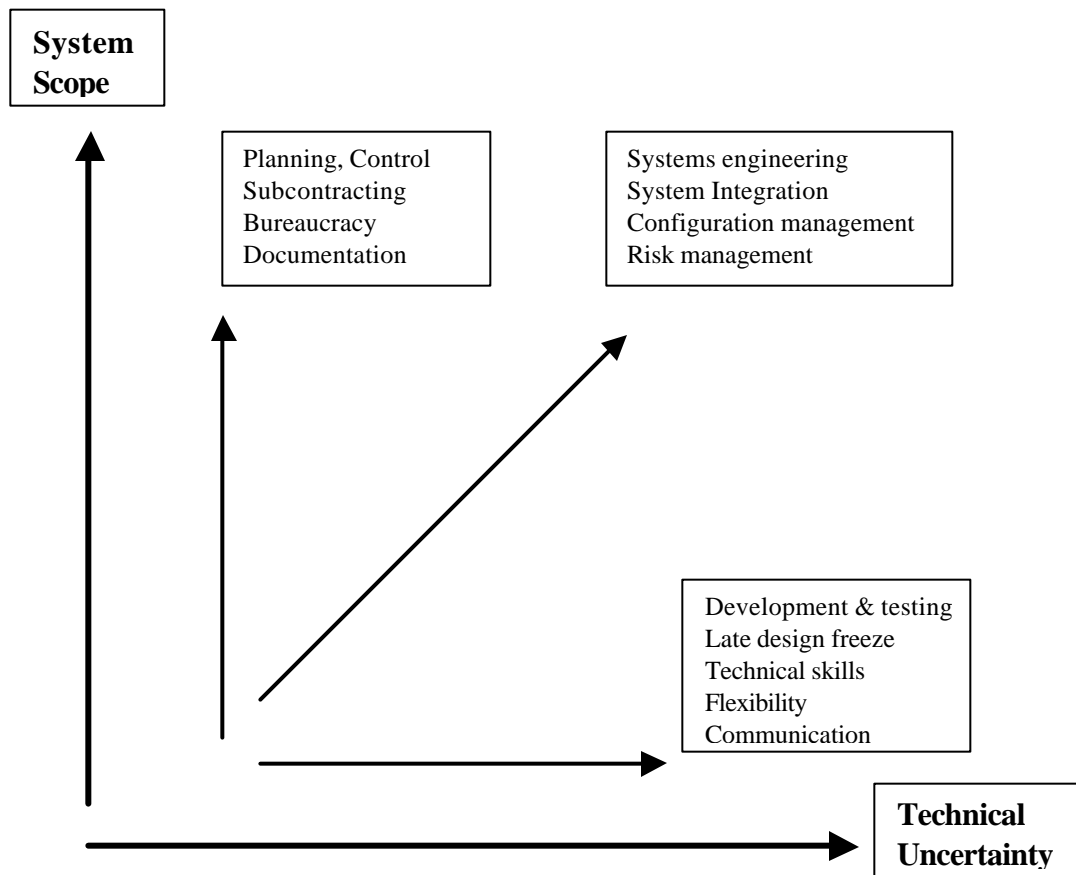 System
Scope
Planning, Control
Subcontracting
Bureaucracy
Documentation
Systems engineering
System Integration
Configuration management
Risk management
Development & testing
Late design freeze
Technical skills
Flexibility
Communication
Technical
Uncertainty